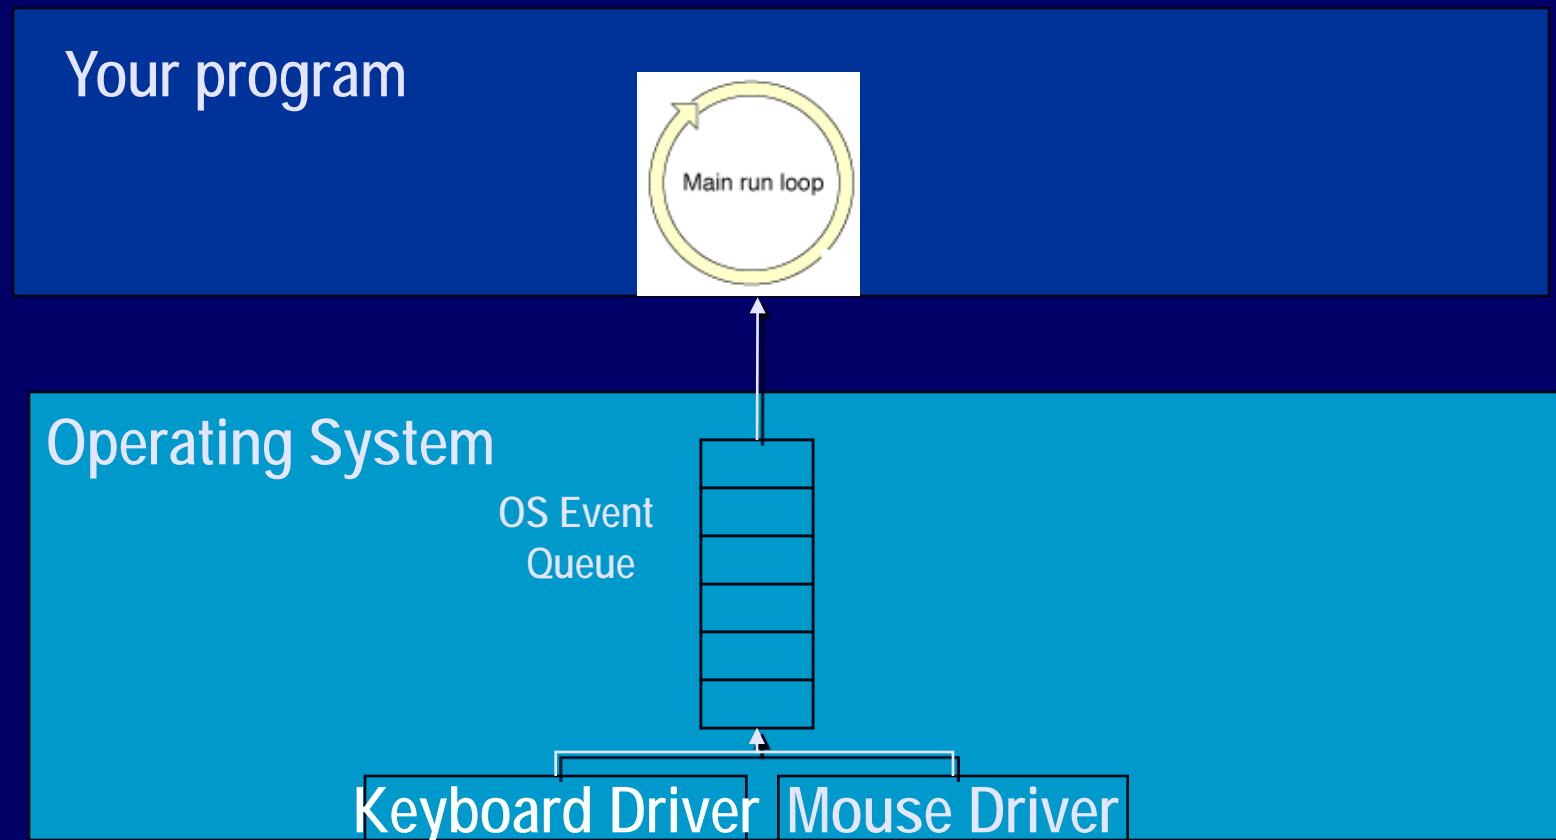 Your program
Main run loop
Operating System
OS Event
Queue
Keyboard Driver
Mouse Driver